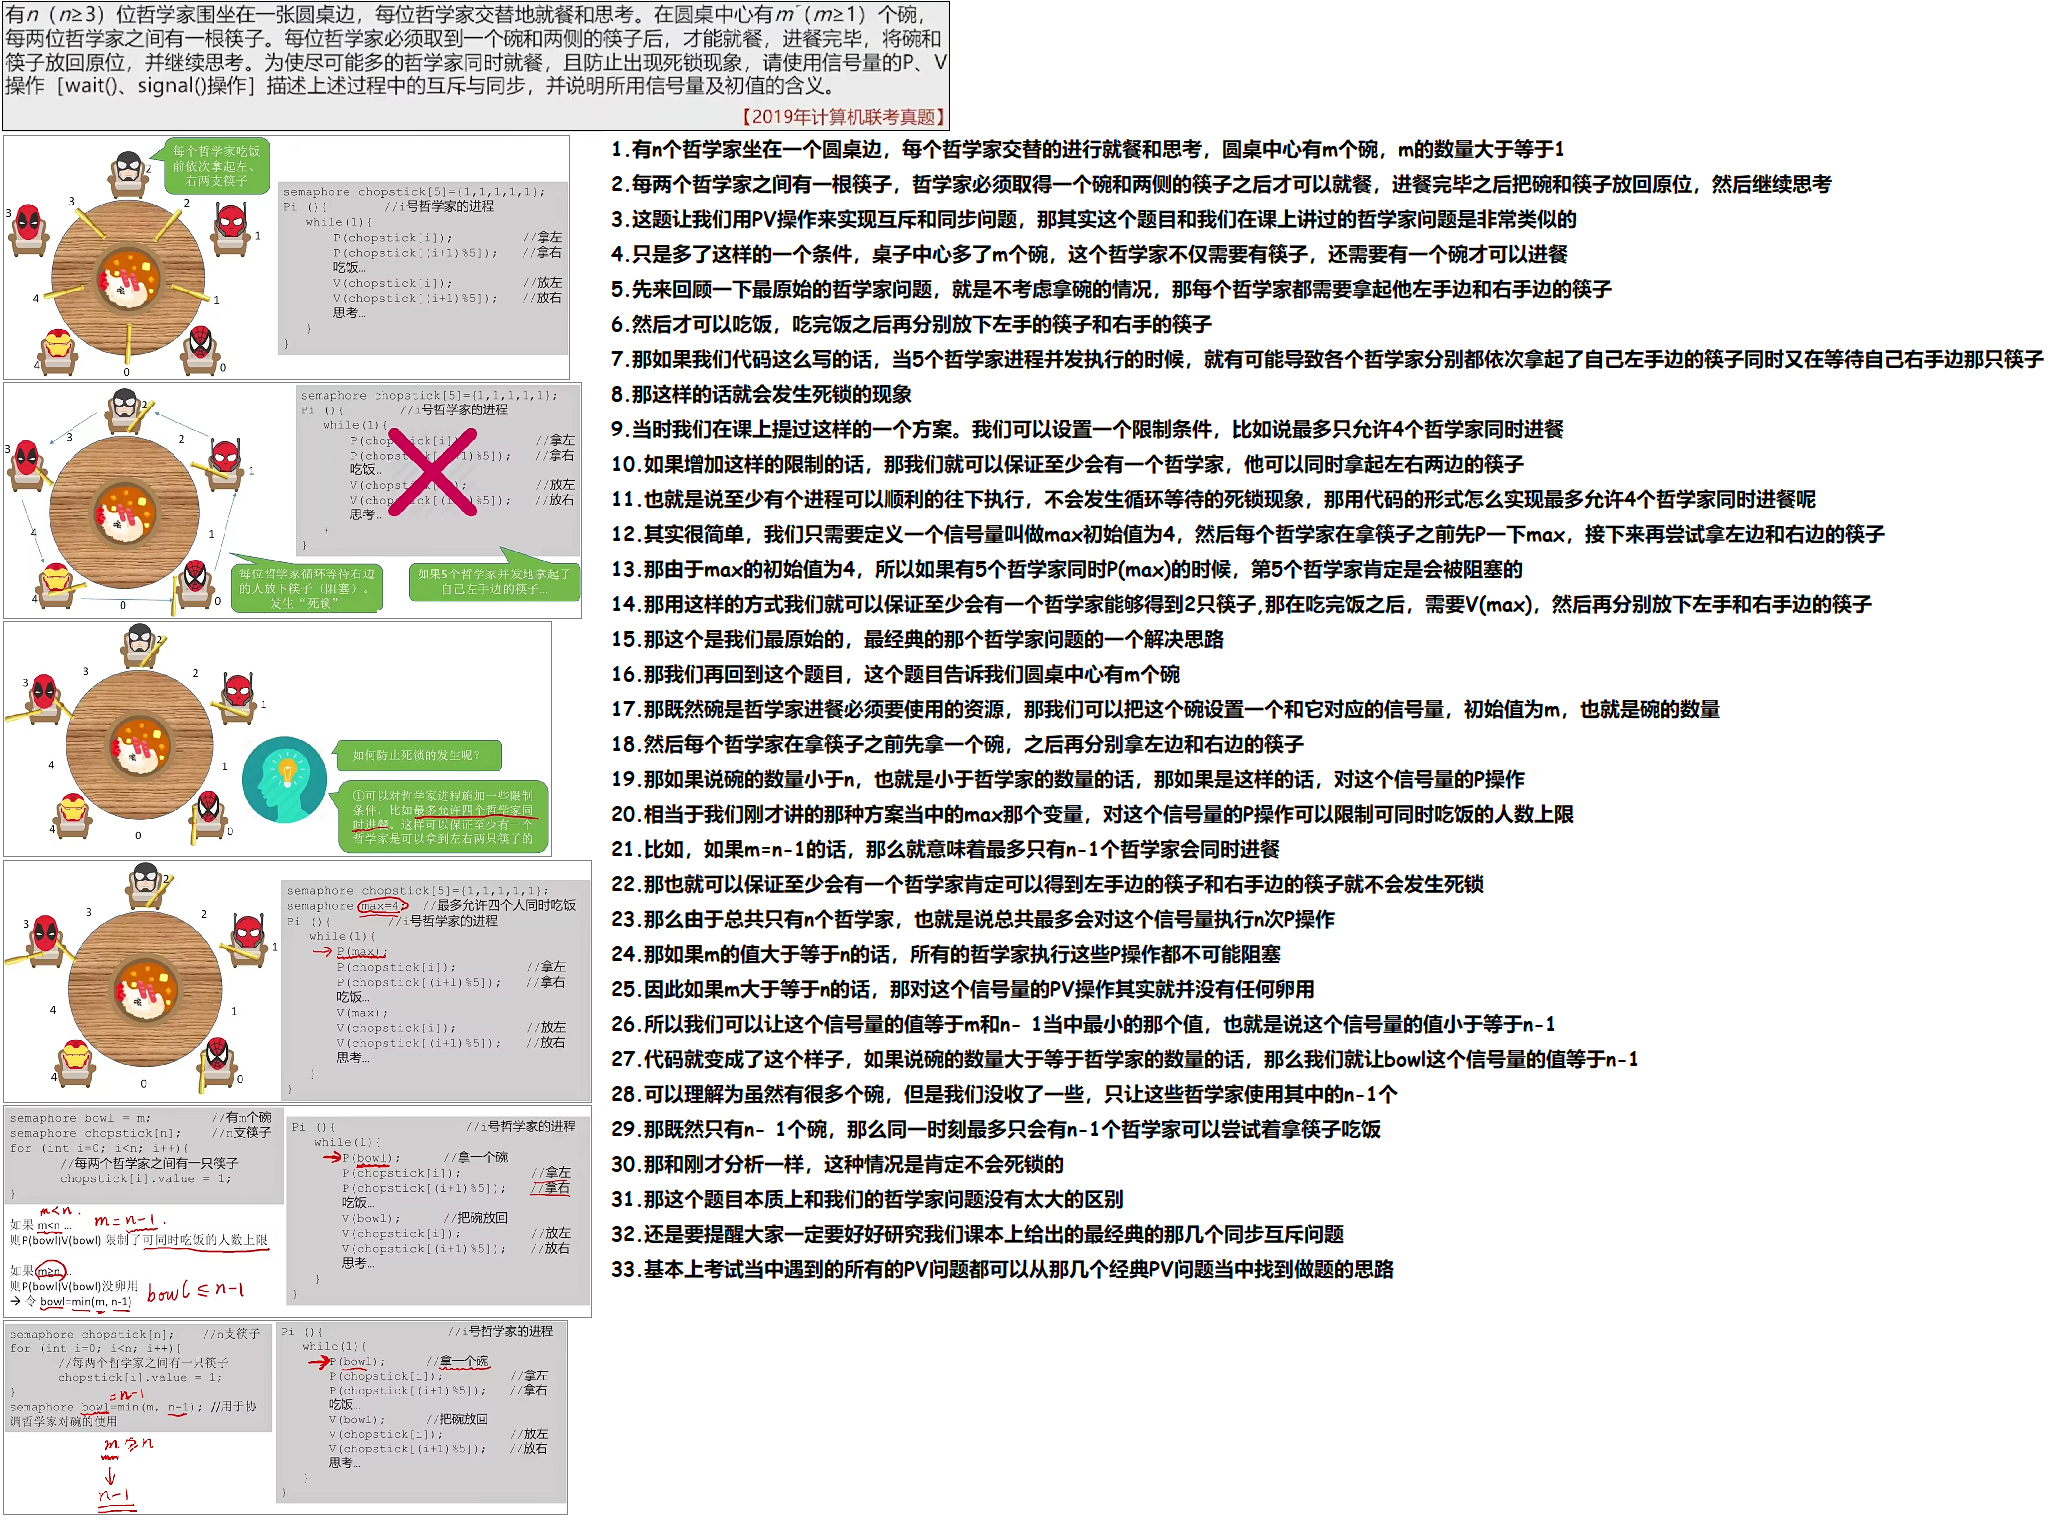 有n（n≥3）位哲学家围坐在一张圆桌边，每位哲学家交替地就餐和思考。在圆桌中心有m（m≥1）个碗，
每两位哲学家之间有一根筷子。每位哲学家必须取到一个碗和两侧的筷子后，才能就餐，进餐完毕，将碗和
筷子放回原位，并继续思考。为使尽可能多的哲学家同时就餐，且防止出现死锁现象，请使用信号量的P、V
操作［wait()、signal()操作］描述上述过程中的互斥与同步，并说明所用信号量及初值的含义。
【2019年计算机联考真题】
每个哲学家吃饭
前依次拿起左、
右两支筷子
2
3
3
2
1
4
1
4
0
0
semaphore chopstick[5]={1,1,1,1,1};
Pi (){ //i号哲学家的进程
while(1){
P(chopstick[i]); //拿左
P(chopstick[(i+1)%5]); //拿右
吃饭…
V(chopstick[i]); //放左
V(chopstick[(i+1)%5]); //放右
思考…
}
}
2
3
3
2
1
4
1
4
0
0
semaphore chopstick[5]={1,1,1,1,1};
Pi (){ //i号哲学家的进程
while(1){
//拿左
//拿右
吃饭…
//放左
//放右
思考…
}
每位哲学家循环等待右边
的人放下筷子（阻塞）。
发生“死锁”
如果5个哲学家并发地拿起了
自己左手边的筷子…
2
3
3
2
1
4
1
4
0
0
如何防止死锁的发生呢？
①可以对哲学家进程施加一些限制
条件，比如最多允许四个哲学家同
时进餐。这样可以保证至少有一个
哲学家是可以拿到左右两只筷子的
2
3
3
2
1
4
1
4
0
0
semaphore chopstick[5]={1,1,1,1,1};
semaphore max=4; //最多允许四个人同时吃饭
Pi (){ //i号哲学家的进程
while(1){
P(max);
P(chopstick[i]); //拿左
P(chopstick[(i+1)%5]); //拿右
吃饭…
V(max);
V(chopstick[i]); //放左
V(chopstick[(i+1)%5]); //放右
思考…
}
}
semaphore bowl = m; //有m个碗
semaphore chopstick[n]; //n支筷子
for (int i=0; i<n; i++){
//每两个哲学家之间有一只筷子
chopstick[i].value = 1;
}
m<n.
如果 m<n … m=n-1.
则P(bowl)V(bowl) 限制了可同时吃饭的人数上限
如果 m≥n …
则P(bowl)V(bowl)没卵用
→ 令 bowl=min(m, n-1)
bowl ≤ n-1
Pi (){ //i号哲学家的进程
while(1){
P(bowl); //拿一个碗
P(chopstick[i]); //拿左
P(chopstick[(i+1)%5]); //拿右
吃饭…
V(bowl); //把碗放回
V(chopstick[i]); //放左
V(chopstick[(i+1)%5]); //放右
思考…
}
}
semaphore chopstick[n]; //n支筷子
for (int i=0; i<n; i++){
//每两个哲学家之间有一只筷子
chopstick[i].value = 1;
}
=n-1
semaphore bowl=min(m, n-1); //用于协
调哲学家对碗的使用
m ≥ n
n-1
Pi (){ //i号哲学家的进程
while(1){
P(bowl); //拿一个碗
P(chopstick[i]); //拿左
P(chopstick[(i+1)%5]); //拿右
吃饭…
V(bowl); //把碗放回
V(chopstick[i]); //放左
V(chopstick[(i+1)%5]); //放右
思考…
}
}
1.有n个哲学家坐在一个圆桌边，每个哲学家交替的进行就餐和思考，圆桌中心有m个碗，m的数量大于等于1
2.每两个哲学家之间有一根筷子，哲学家必须取得一个碗和两侧的筷子之后才可以就餐，进餐完毕之后把碗和筷子放回原位，然后继续思考
3.这题让我们用PV操作来实现互斥和同步问题，那其实这个题目和我们在课上讲过的哲学家问题是非常类似的
4.只是多了这样的一个条件，桌子中心多了m个碗，这个哲学家不仅需要有筷子，还需要有一个碗才可以进餐
5.先来回顾一下最原始的哲学家问题，就是不考虑拿碗的情况，那每个哲学家都需要拿起他左手边和右手边的筷子
6.然后才可以吃饭，吃完饭之后再分别放下左手的筷子和右手的筷子
7.那如果我们代码这么写的话，当5个哲学家进程并发执行的时候，就有可能导致各个哲学家分别都依次拿起了自己左手边的筷子同时又在等待自己右手边那只筷子
8.那这样的话就会发生死锁的现象
9.当时我们在课上提过这样的一个方案。我们可以设置一个限制条件，比如说最多只允许4个哲学家同时进餐
10.如果增加这样的限制的话，那我们就可以保证至少会有一个哲学家，他可以同时拿起左右两边的筷子
11.也就是说至少有个进程可以顺利的往下执行，不会发生循环等待的死锁现象，那用代码的形式怎么实现最多允许4个哲学家同时进餐呢
12.其实很简单，我们只需要定义一个信号量叫做max初始值为4，然后每个哲学家在拿筷子之前先P一下max，接下来再尝试拿左边和右边的筷子
13.那由于max的初始值为4，所以如果有5个哲学家同时P(max)的时候，第5个哲学家肯定是会被阻塞的
14.那用这样的方式我们就可以保证至少会有一个哲学家能够得到2只筷子,那在吃完饭之后，需要V(max)，然后再分别放下左手和右手边的筷子
15.那这个是我们最原始的，最经典的那个哲学家问题的一个解决思路
16.那我们再回到这个题目，这个题目告诉我们圆桌中心有m个碗
17.那既然碗是哲学家进餐必须要使用的资源，那我们可以把这个碗设置一个和它对应的信号量，初始值为m，也就是碗的数量
18.然后每个哲学家在拿筷子之前先拿一个碗，之后再分别拿左边和右边的筷子
19.那如果说碗的数量小于n，也就是小于哲学家的数量的话，那如果是这样的话，对这个信号量的P操作
20.相当于我们刚才讲的那种方案当中的max那个变量，对这个信号量的P操作可以限制可同时吃饭的人数上限
21.比如，如果m=n-1的话，那么就意味着最多只有n-1个哲学家会同时进餐
22.那也就可以保证至少会有一个哲学家肯定可以得到左手边的筷子和右手边的筷子就不会发生死锁
23.那么由于总共只有n个哲学家，也就是说总共最多会对这个信号量执行n次P操作
24.那如果m的值大于等于n的话，所有的哲学家执行这些P操作都不可能阻塞
25.因此如果m大于等于n的话，那对这个信号量的PV操作其实就并没有任何卵用
26.所以我们可以让这个信号量的值等于m和n- 1当中最小的那个值，也就是说这个信号量的值小于等于n-1
27.代码就变成了这个样子，如果说碗的数量大于等于哲学家的数量的话，那么我们就让bowl这个信号量的值等于n-1
28.可以理解为虽然有很多个碗，但是我们没收了一些，只让这些哲学家使用其中的n-1个
29.那既然只有n- 1个碗，那么同一时刻最多只会有n-1个哲学家可以尝试着拿筷子吃饭
30.那和刚才分析一样，这种情况是肯定不会死锁的
31.那这个题目本质上和我们的哲学家问题没有太大的区别
32.还是要提醒大家一定要好好研究我们课本上给出的最经典的那几个同步互斥问题
33.基本上考试当中遇到的所有的PV问题都可以从那几个经典PV问题当中找到做题的思路